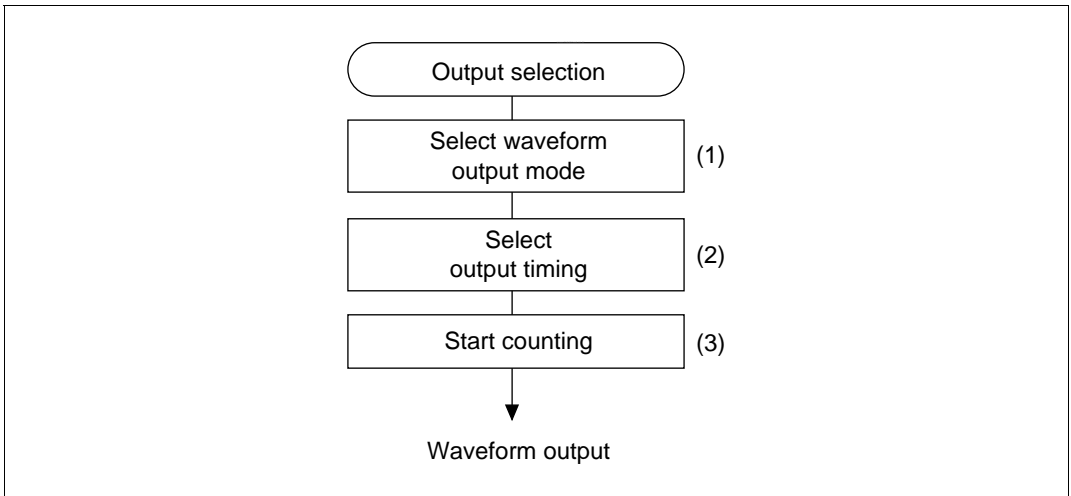 Output selection
Select waveform
output mode
(1)
Select
output timing
(2)
Start counting
(3)
Waveform output